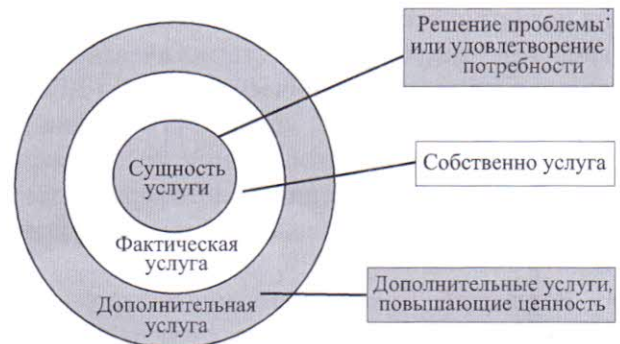 Решение проблемы
или удовлетворение
потребности
Сущность
услуги
Собственно услуга
Фактическая
услуга
Дополнительные услуги,
повышающие ценность
Дополнительная
услуга